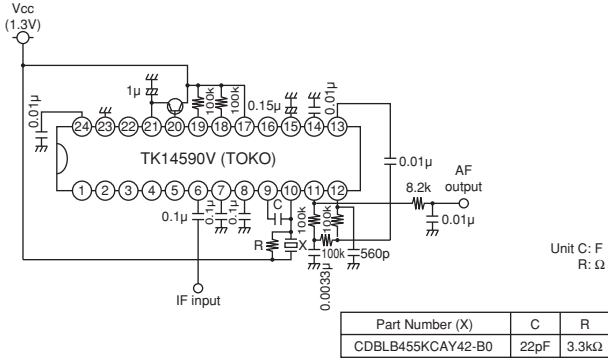 Vcc
(1.3V)
0.01μ
1μ
100k
100k
0.15μ
0.01μ
24 23 22 21 20 19 18 17 16 15 14 13
TK14590V (TOKO)
1 2 3 4 5 6 7 8 9 10 11 12
0.01μ
AF
output
8.2k
0.01μ
0.1μ
0.1μ
0.1μ
C
R
X
100k
100k
100k
560p
0.0033μ
IF input
Unit C: F
R: Ω
Part Number (X) C R
CDBLB455KCAY42-B0 22pF 3.3kΩ